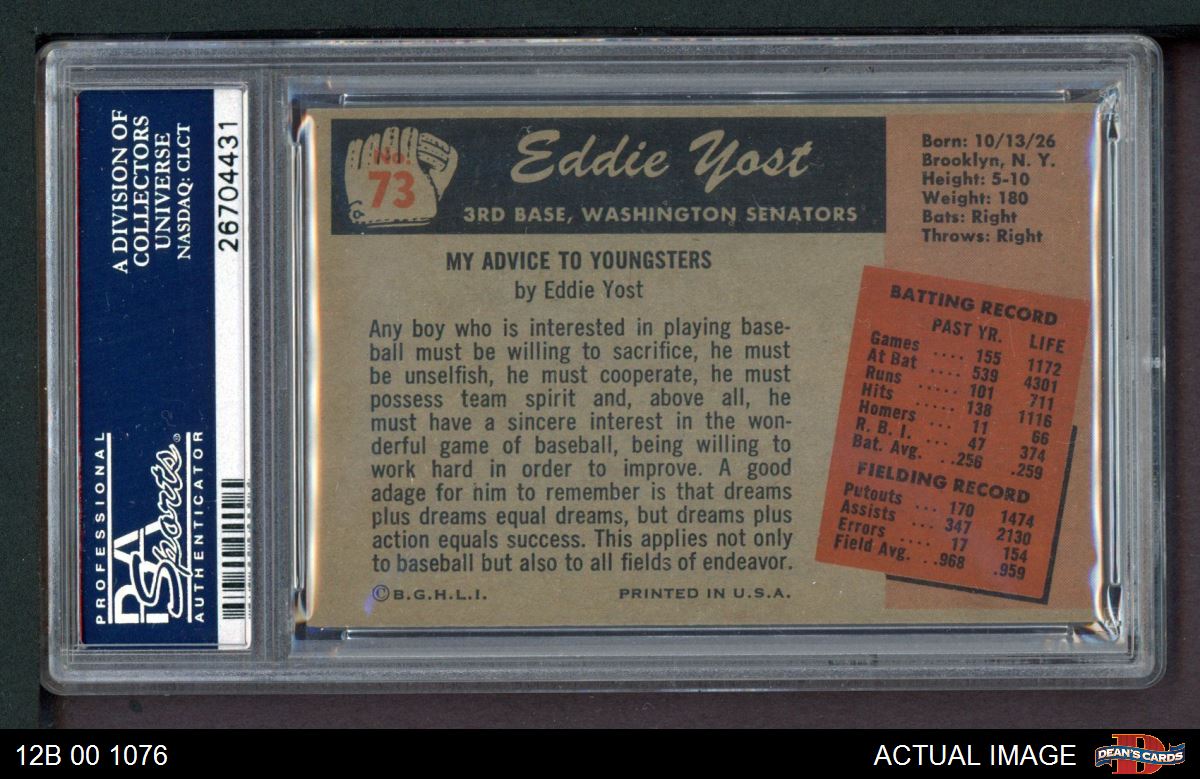 A DIVISION OF
COLLECTORS
UNIVERSE
NASDAQ: CLCT
26704431
PROFESSIONAL
PSA
Sports®
AUTHENTICATOR
No.
73
Eddie Yost
3RD BASE, WASHINGTON SENATORS
MY ADVICE TO YOUNGSTERS
by Eddie Yost
Any boy who is interested in playing base-
ball must be willing to sacrifice, he must
be unselfish, he must cooperate, he must
possess team spirit and, above all, he
must have a sincere interest in the won-
derful game of baseball, being willing to
work hard in order to improve. A good
adage for him to remember is that dreams
plus dreams equal dreams, but dreams plus
action equals success. This applies not only
to baseball but also to all fields of endeavor.
©B.G.H.L.I. PRINTED IN U.S.A.
Born: 10/13/26
Brooklyn, N. Y.
Height: 5-10
Weight: 180
Bats: Right
Throws: Right
BATTING RECORD
PAST YR. LIFE
Games .... 155 1172
At Bat .... 539 4301
Runs ..... 101 711
Hits ..... 138 1116
Homers ... 11 66
R. B. I. ... 47 374
Bat. Avg. . .256 .259
FIELDING RECORD
Putouts .. 170 1474
Assists ... 347 2130
Errors .... 17 154
Field Avg. . .968 .959
12B 00 1076
ACTUAL IMAGE
D
DEAN'S CARDS